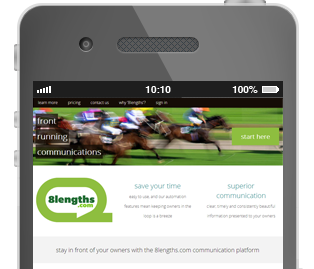 10:10 100%
learn more pricing contact us why '8lengths'? sign in
front
running
communications
start here
8lengths
.com
save your time
easy to use and our automation
features mean keeping owners in the
loop is a breeze
superior
communication
clear, timely and consistently beautiful
information presented to your owners
stay in front of your owners with the 8lengths.com communication platform